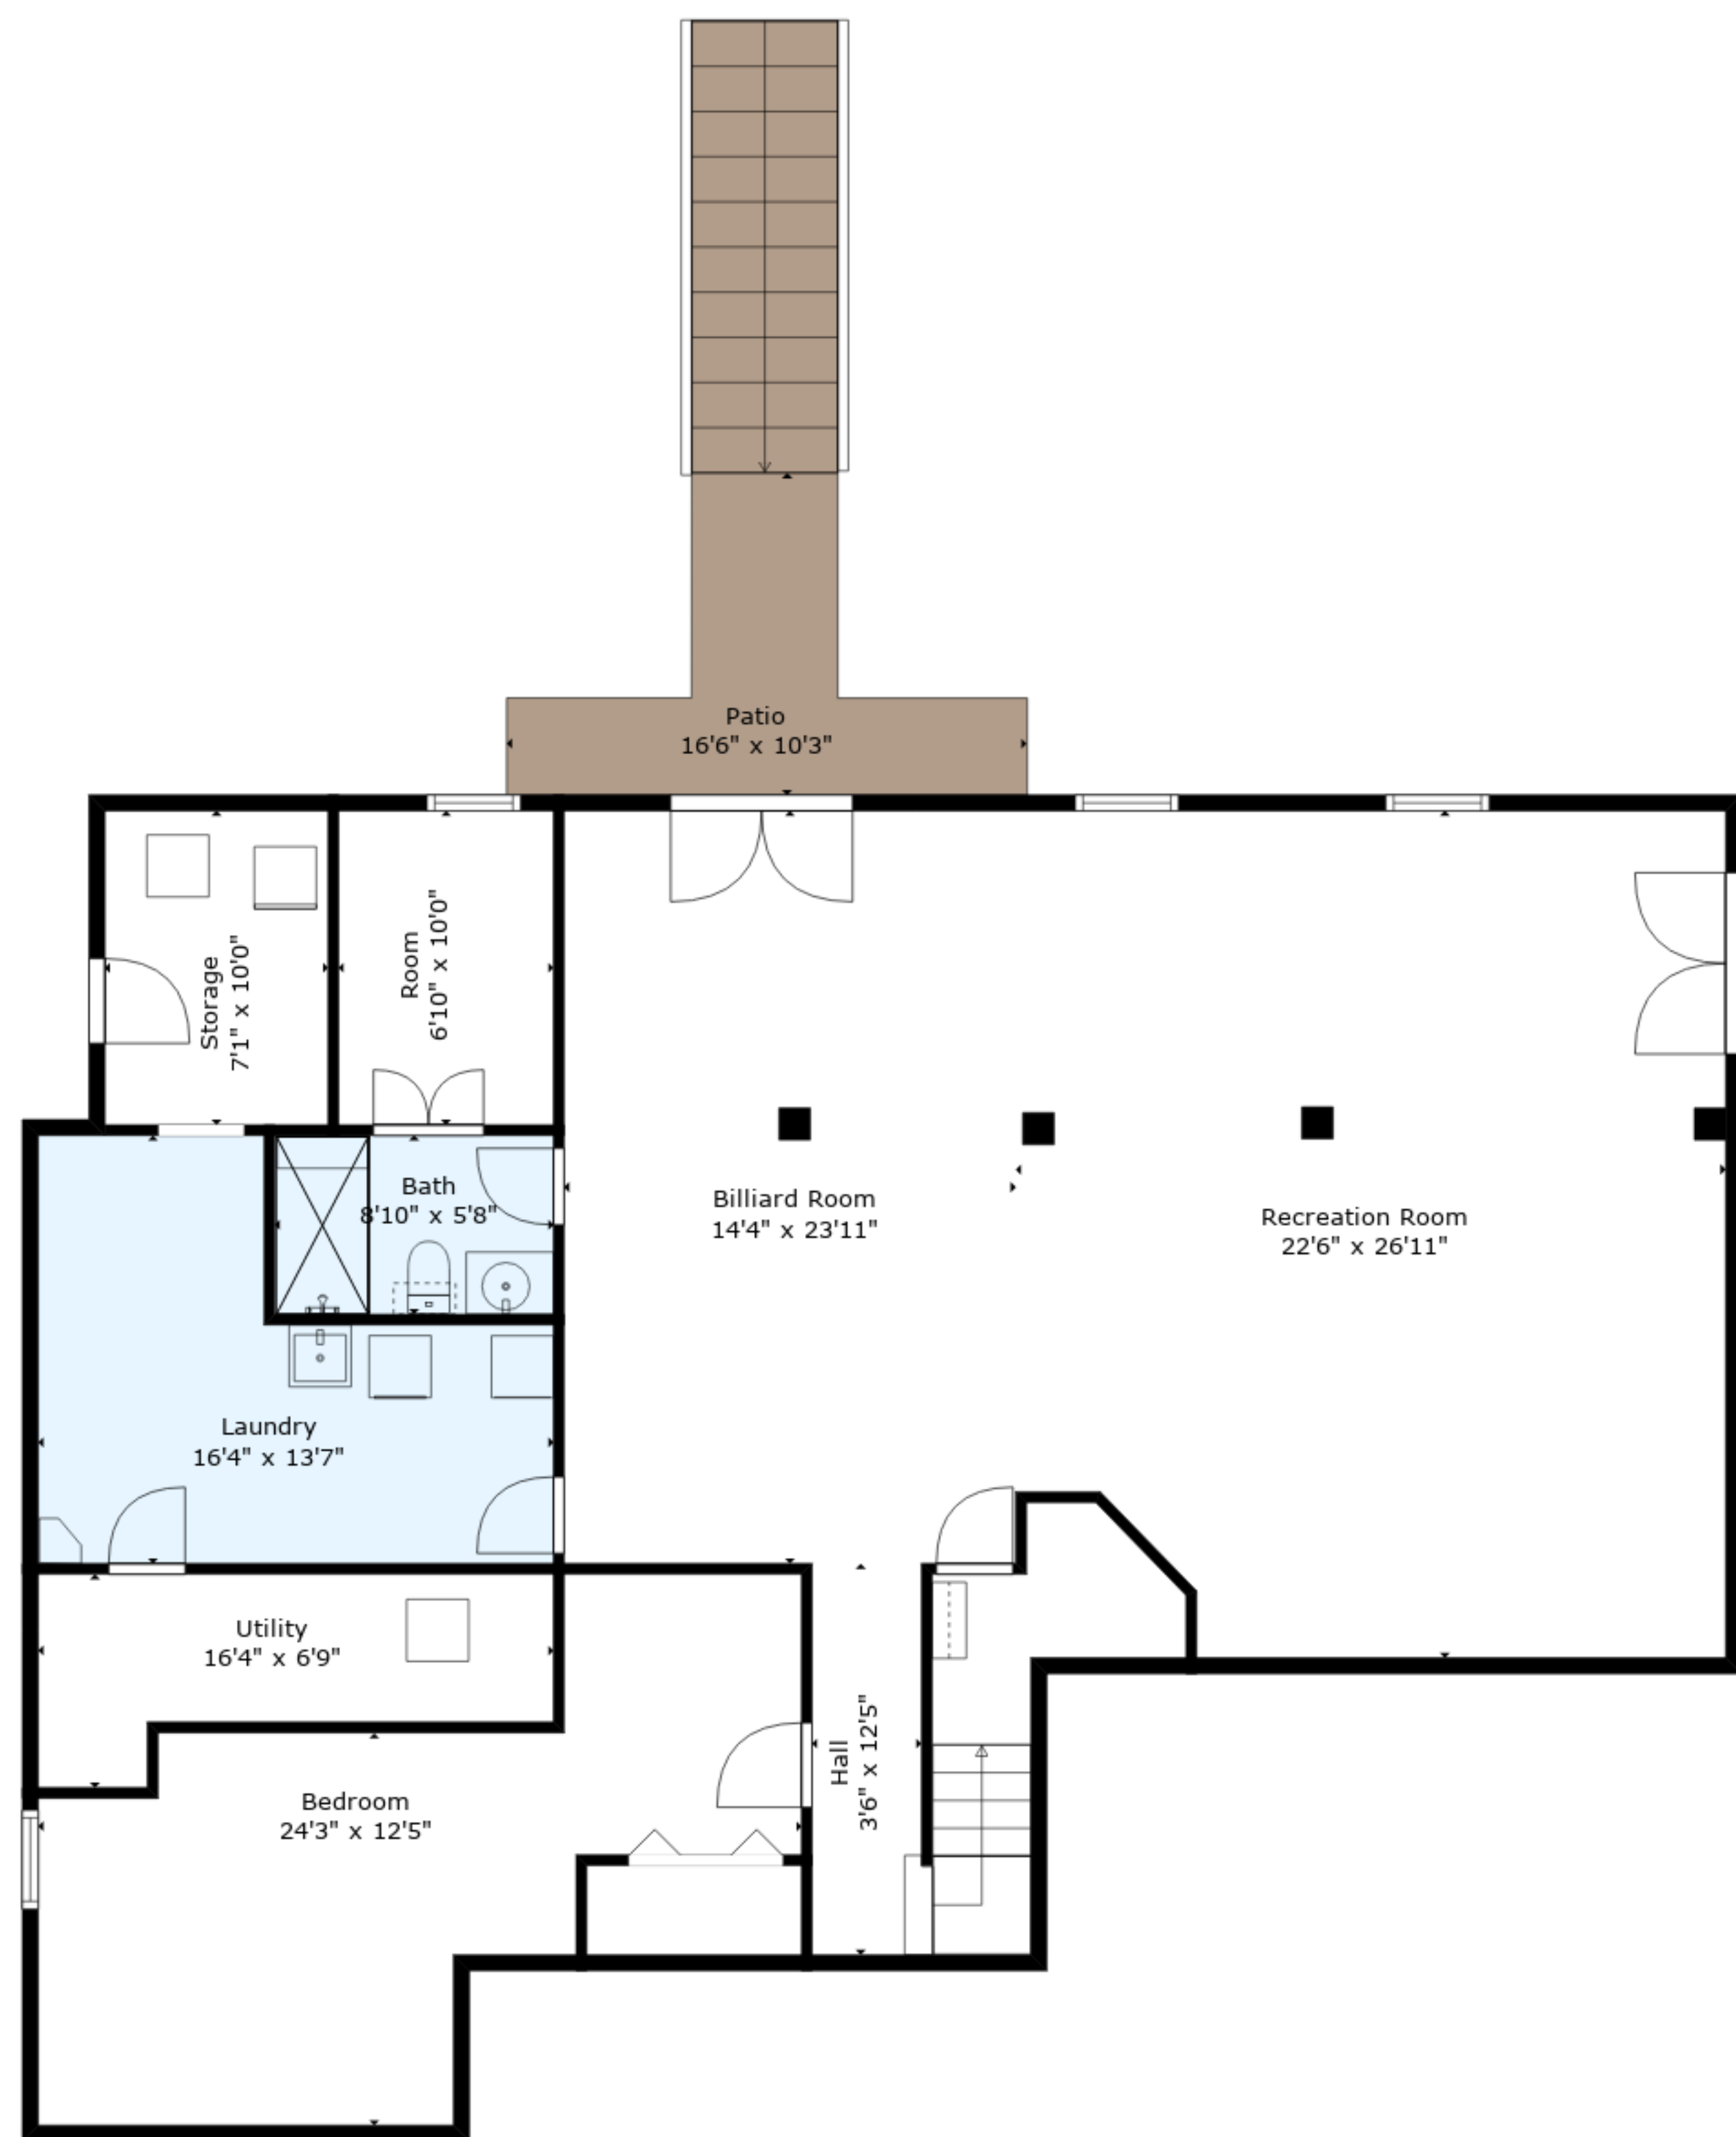 Patio
16'6" x 10'3"
Storage
7'1" x 10'0"
Room
6'10" x 10'0"
Bath
8'10" x 5'8"
Billiard Room
14'4" x 23'11"
Recreation Room
22'6" x 26'11"
Laundry
16'4" x 13'7"
Utility
16'4" x 6'9"
Hall
3'6" x 12'5"
Bedroom
24'3" x 12'5"